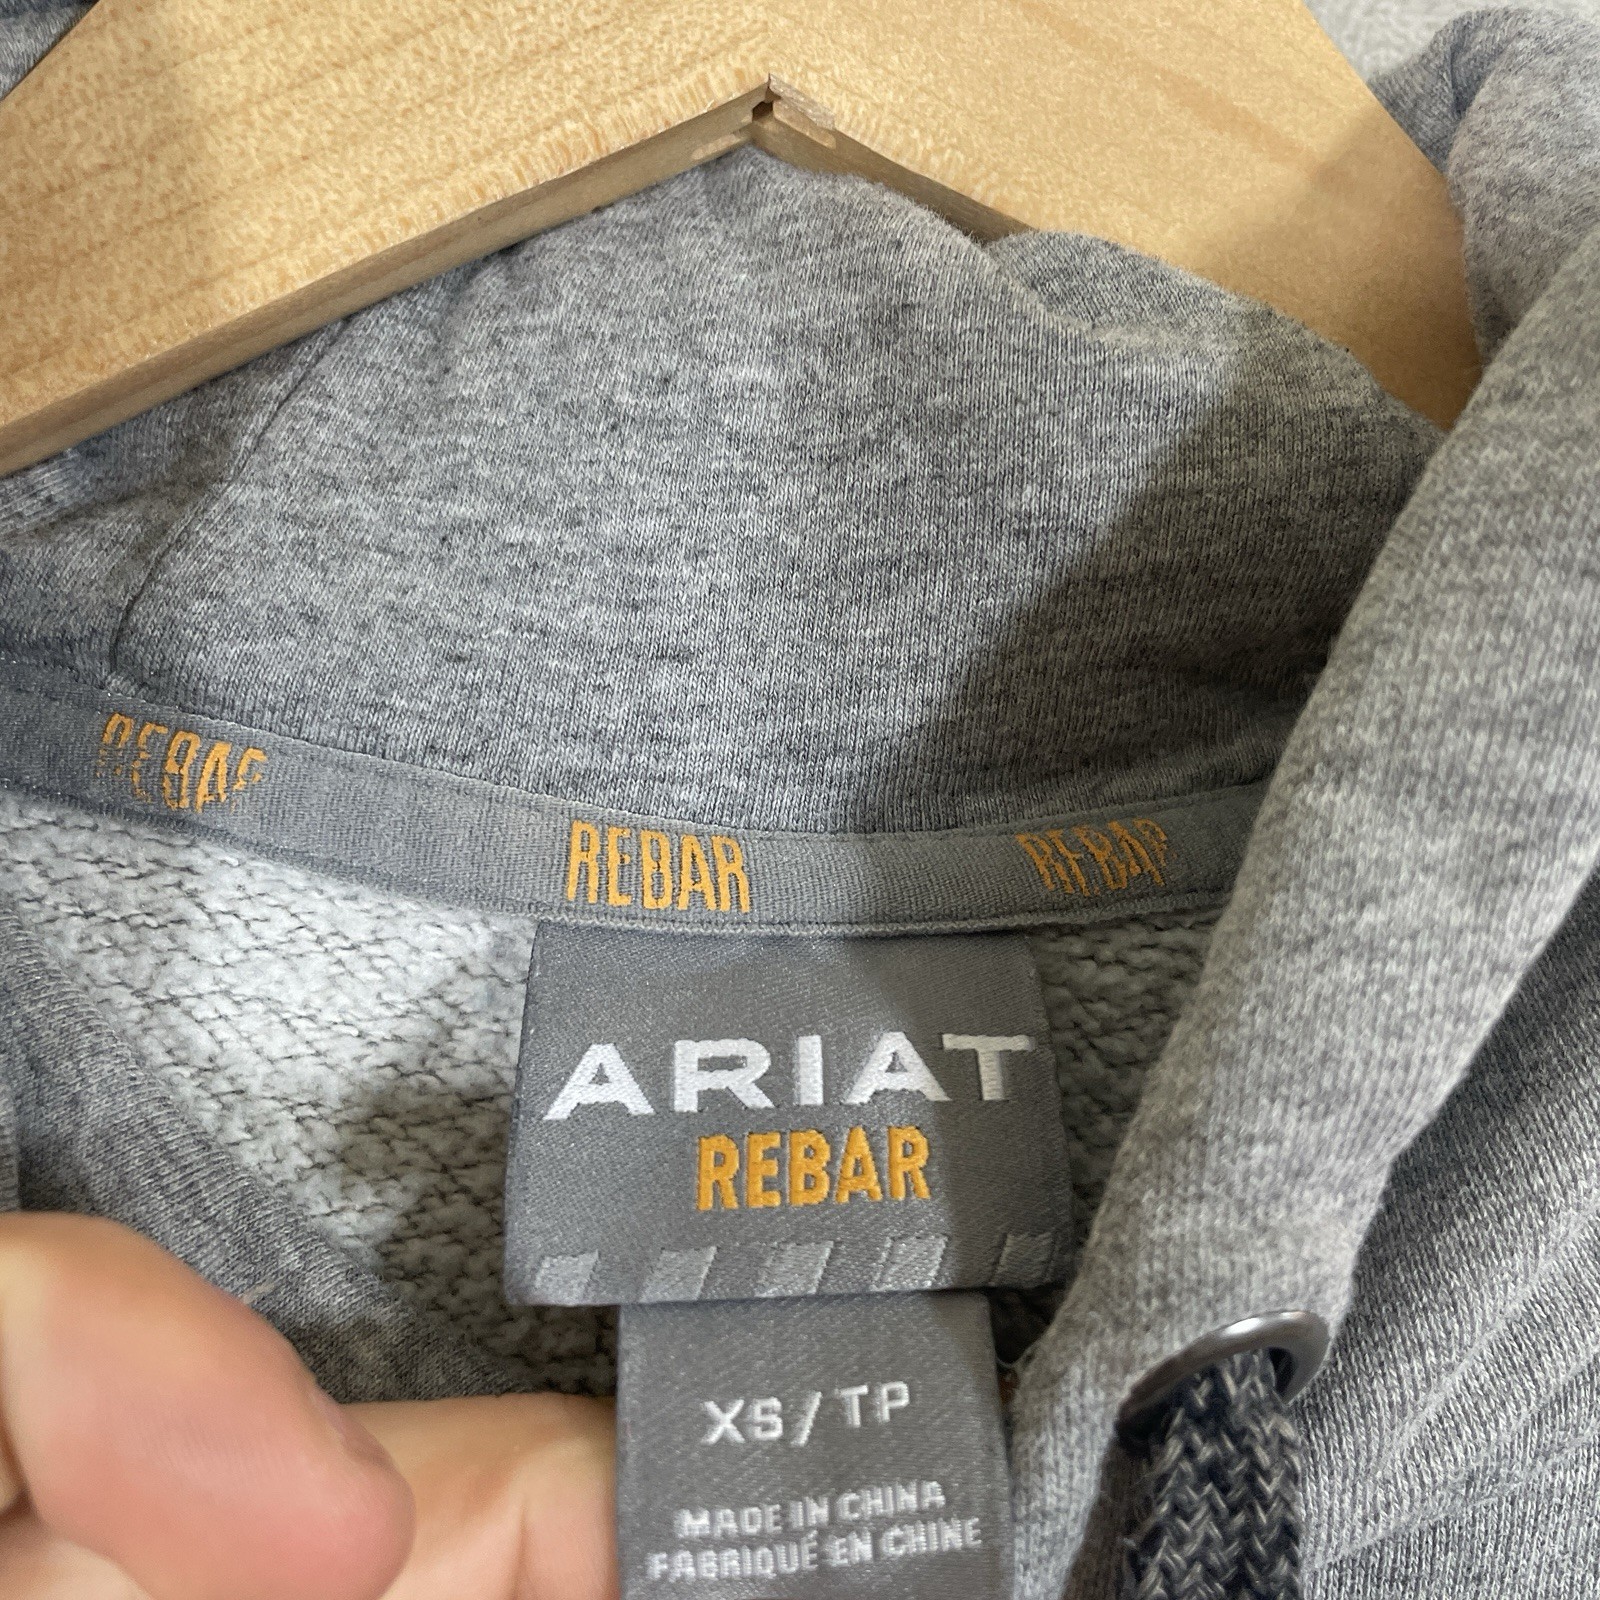 REBAR REBAR REBAR
ARIAT
REBAR
XS/TP
MADE IN CHINA
FABRIQUÉ EN CHINE